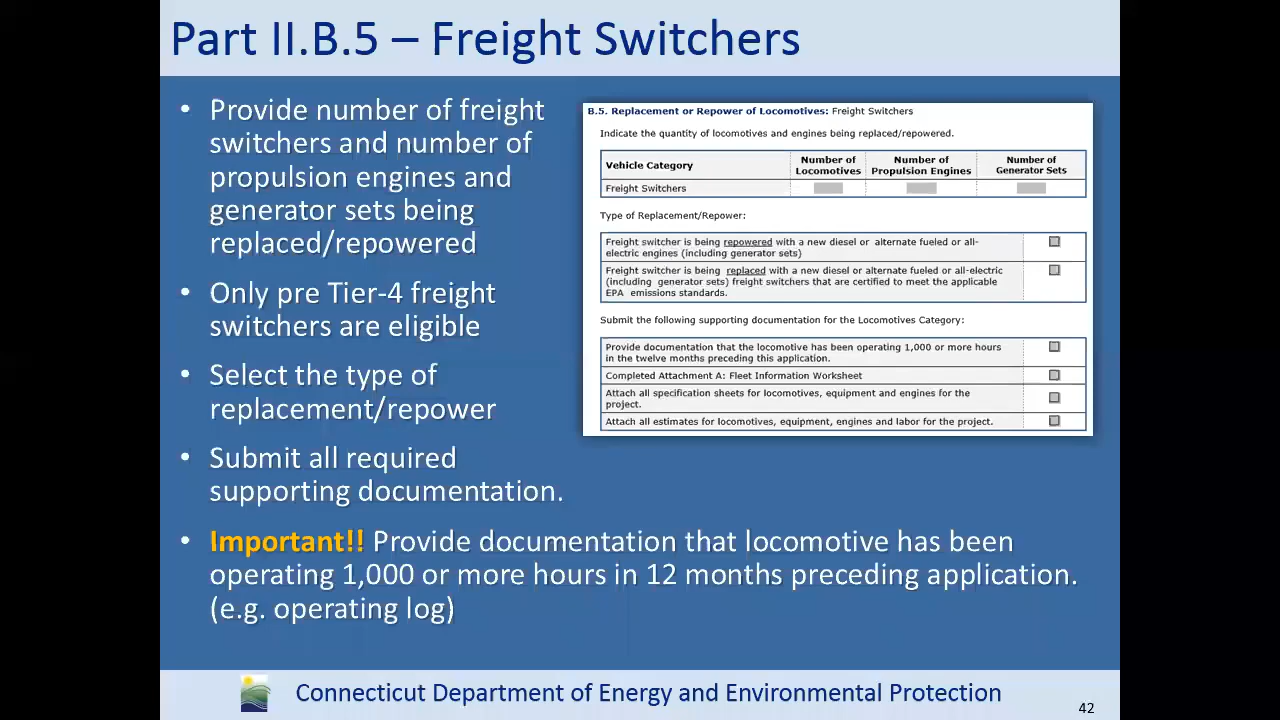 Part II.B.5 – Freight Switchers
• Provide number of freight
switchers and number of
propulsion engines and
generator sets being
replaced/repowered
• Only pre Tier-4 freight
switchers are eligible
• Select the type of
replacement/repower
• Submit all required
supporting documentation.
• Important!! Provide documentation that locomotive has been
operating 1,000 or more hours in 12 months preceding application.
(e.g. operating log)
B.5. Replacement or Repower of Locomotives: Freight Switchers
Indicate the quantity of locomotives and engines being replaced/repowered.
Vehicle Category
Number of
Locomotives
Number of
Propulsion Engines
Number of
Generator Sets
Freight Switchers
Type of Replacement/Repower:
Freight switcher is being repowered with a new diesel or alternate fueled or all-
electric engines (including generator sets)
Freight switcher is being replaced with a new diesel or alternate fueled or all-electric
(including generator sets) freight switchers that are certified to meet the applicable
EPA emissions standards.
Submit the following supporting documentation for the Locomotives Category:
Provide documentation that the locomotive has been operating 1,000 or more hours
in the twelve months preceding this application.
Completed Attachment A: Fleet Information Worksheet
Attach all specification sheets for locomotives, equipment and engines for the
project.
Attach all estimates for locomotives, equipment, engines and labor for the project.
Connecticut Department of Energy and Environmental Protection
42